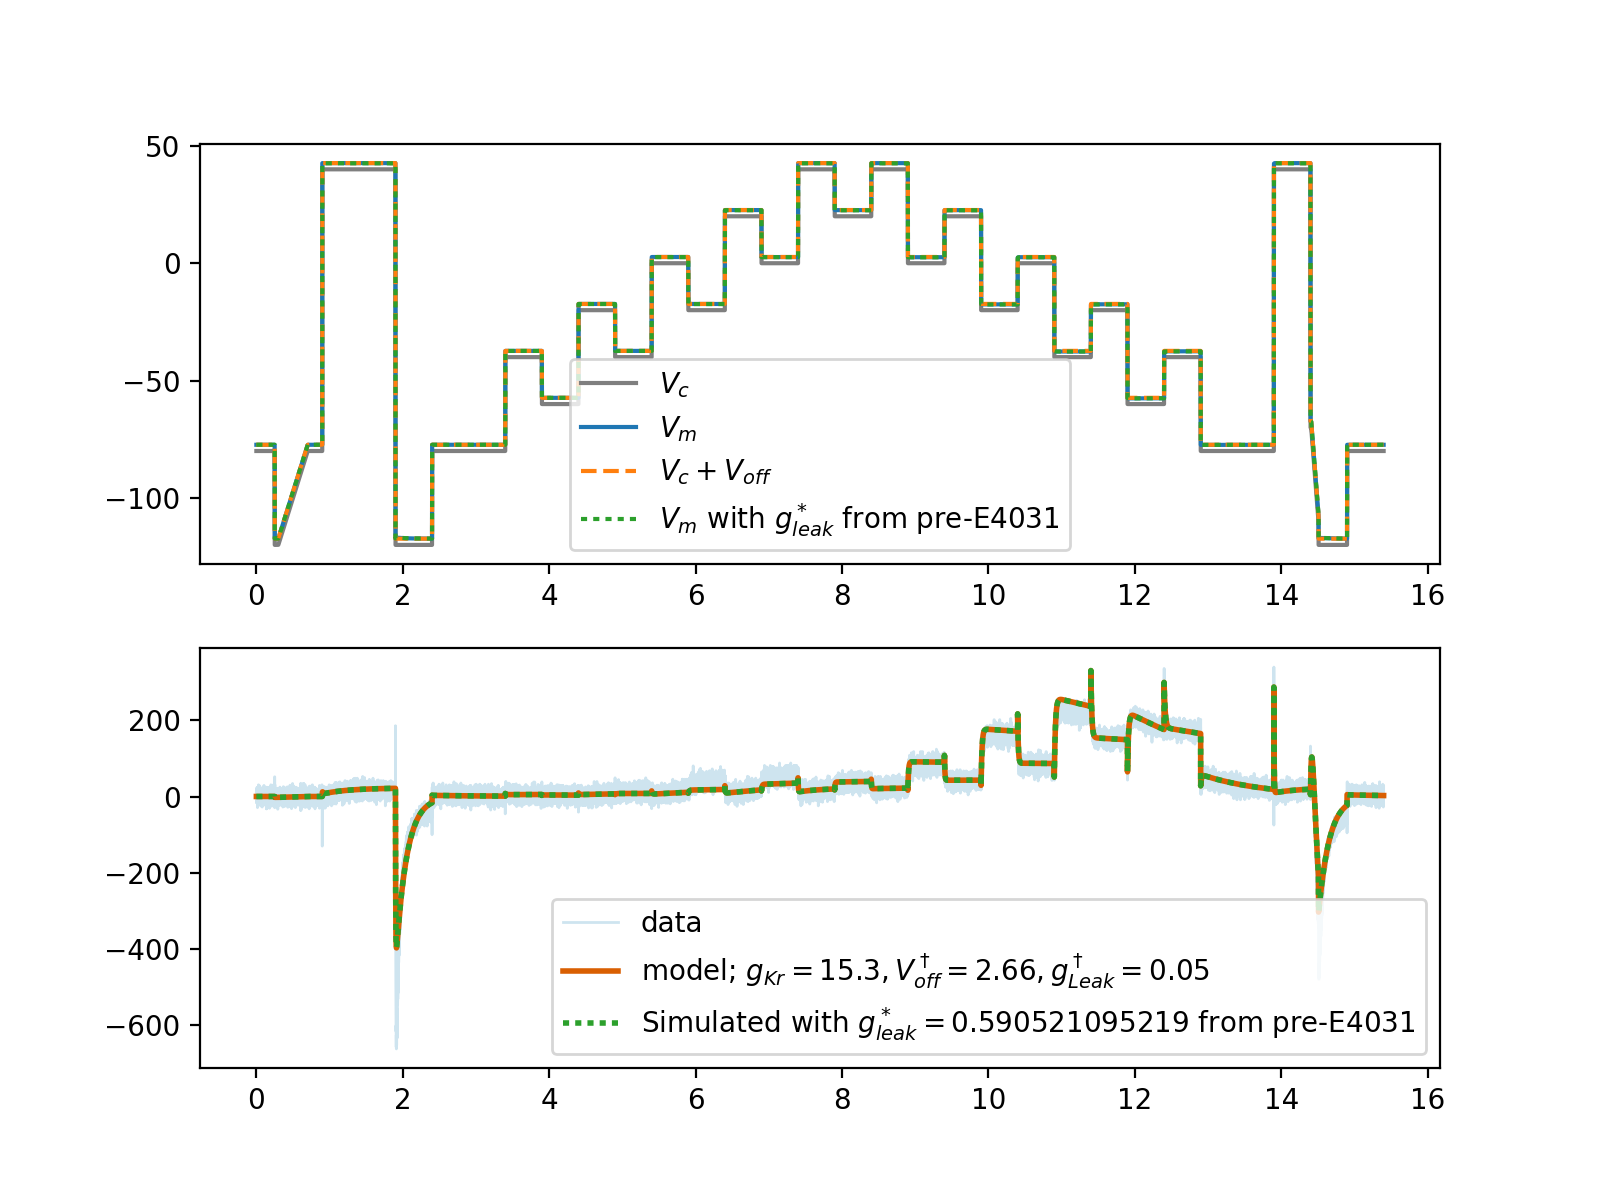 50
0
−50
−100
V_c
V_m
V_c + V_off
V_m with g*_leak from pre-E4031
0 2 4 6 8 10 12 14 16
200
0
−200
−400
−600
data
model; g_Kr = 15.3, V†_off = 2.66, g†_Leak = 0.05
Simulated with g*_leak = 0.590521095219 from pre-E4031
0 2 4 6 8 10 12 14 16